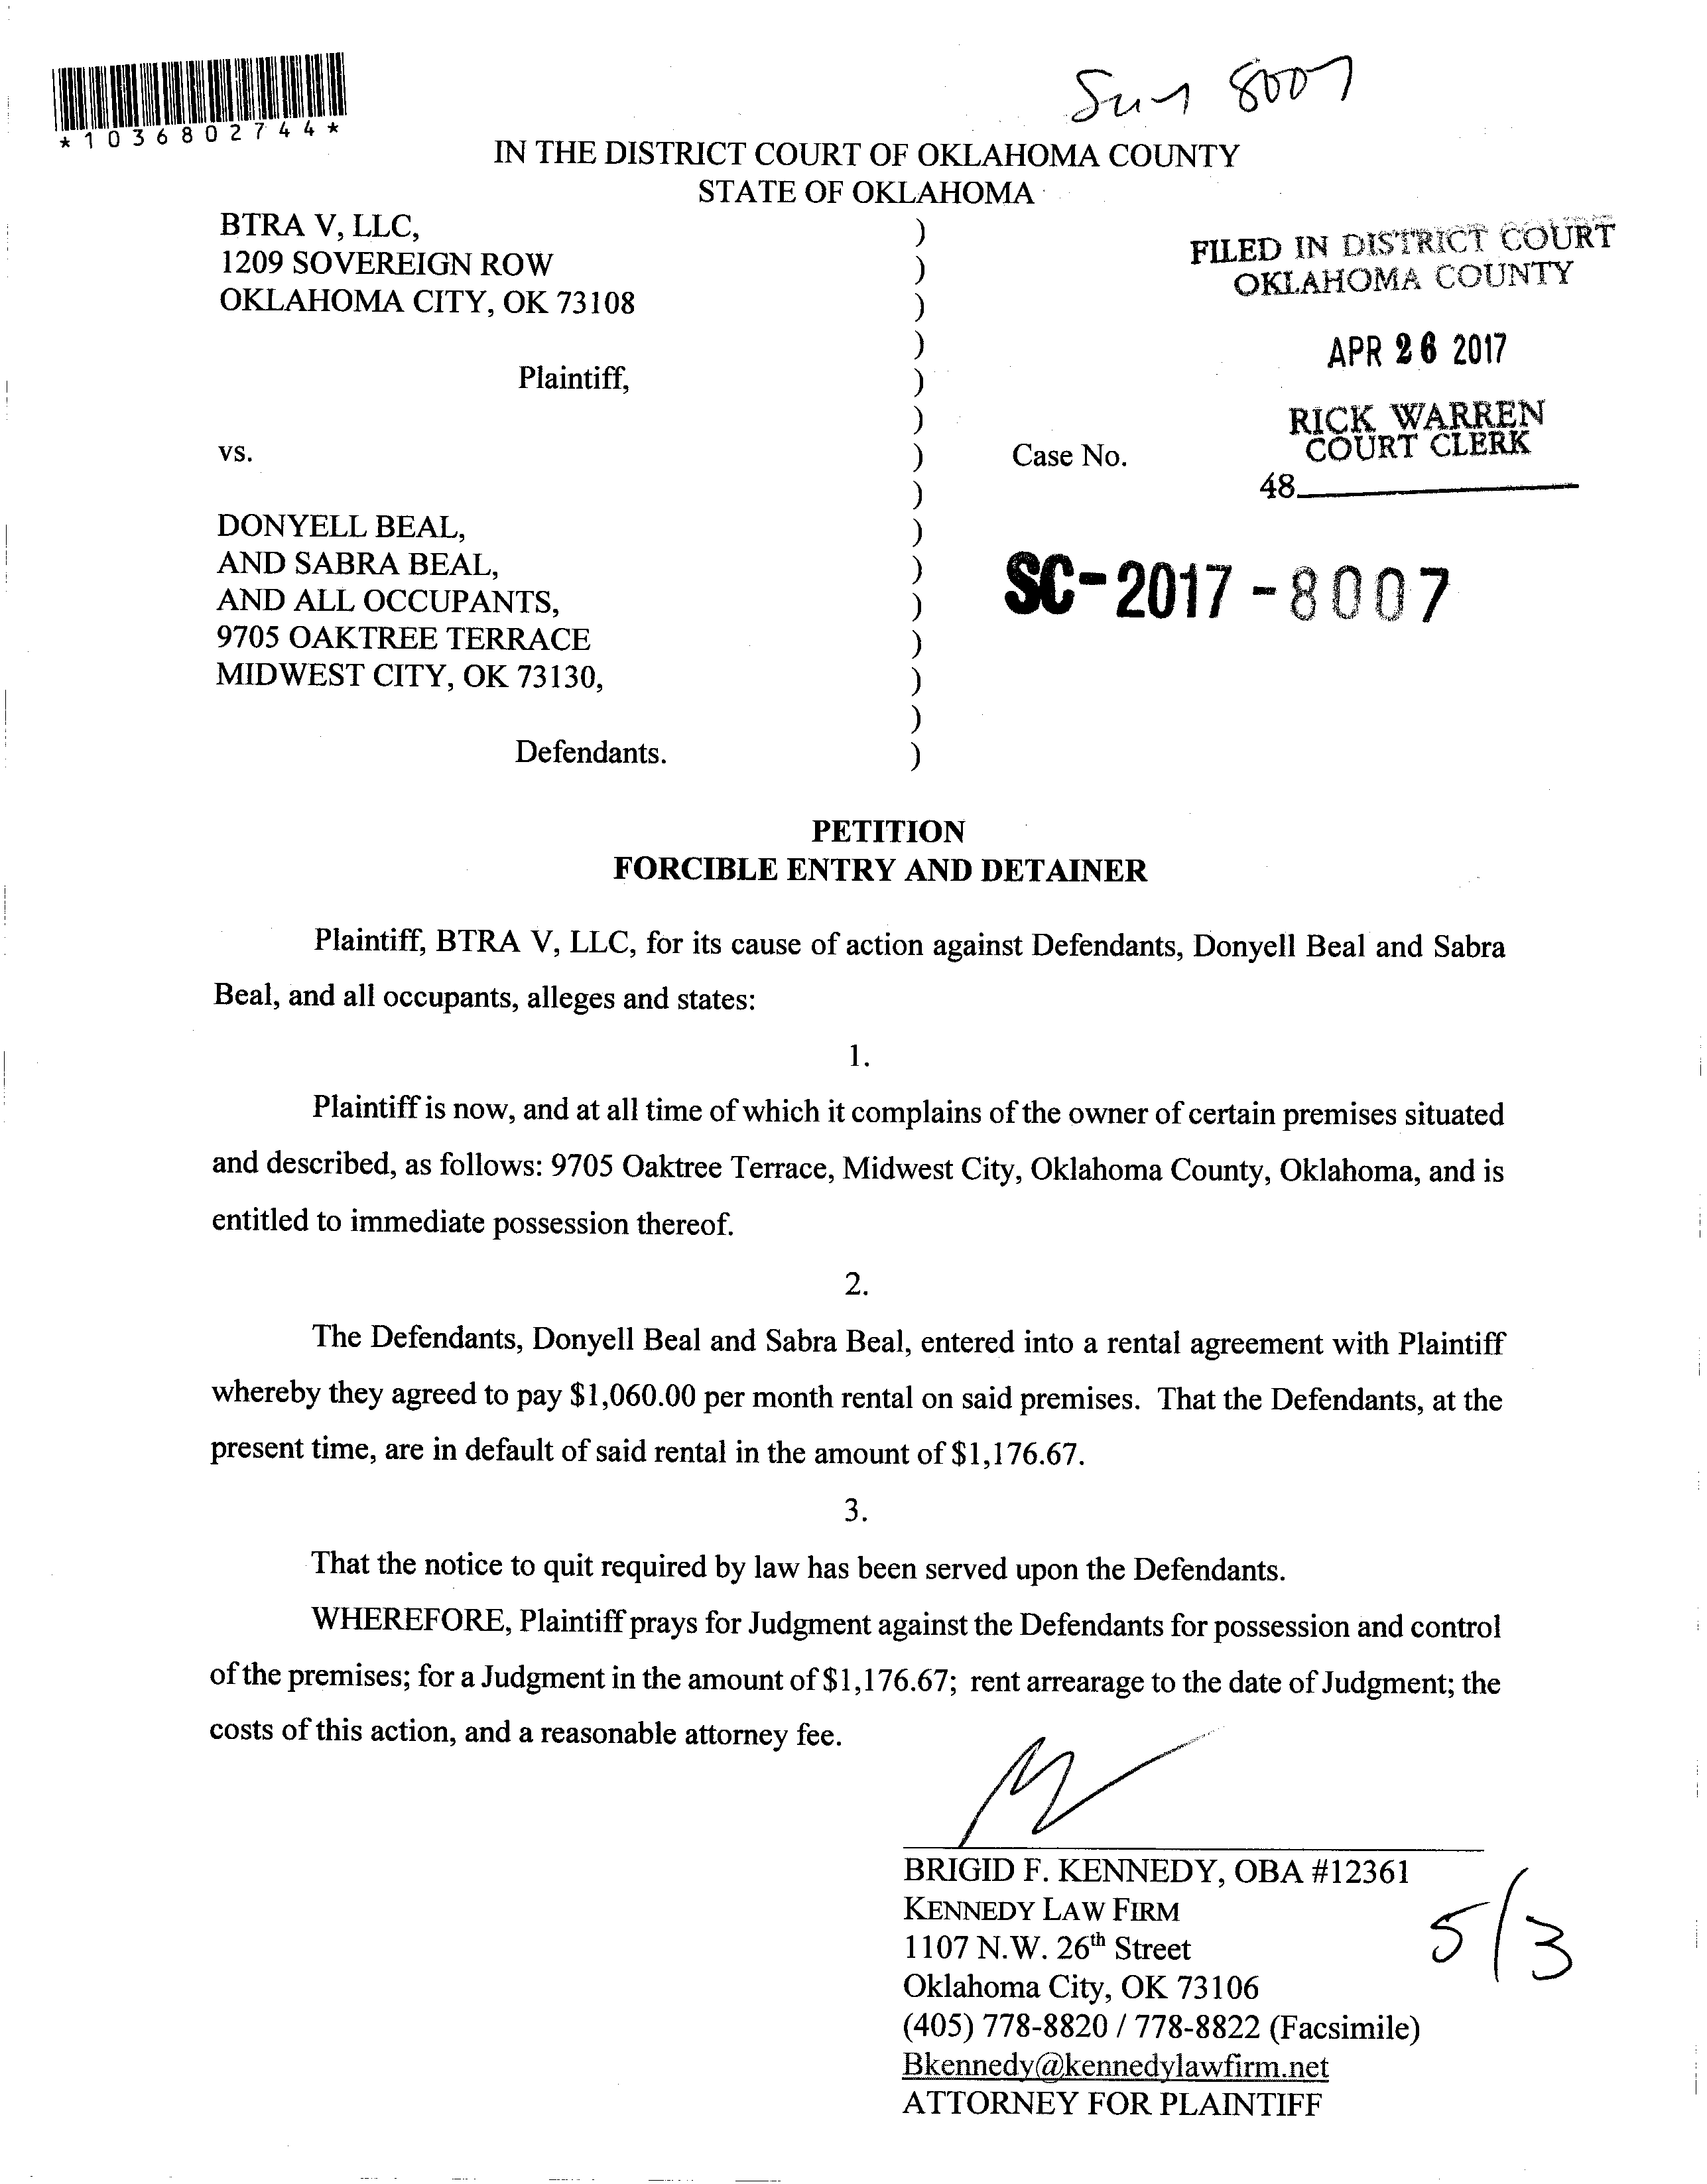 8007
*1036802744*
IN THE DISTRICT COURT OF OKLAHOMA COUNTY
STATE OF OKLAHOMA
BTRA V, LLC, )
1209 SOVEREIGN ROW )
OKLAHOMA CITY, OK 73108 )
)
Plaintiff, )
)
vs. ) Case No.
)
DONYELL BEAL, )
AND SABRA BEAL, )
AND ALL OCCUPANTS, )
9705 OAKTREE TERRACE )
MIDWEST CITY, OK 73130, )
)
Defendants. )
FILED IN DISTRICT COURT
OKLAHOMA COUNTY
APR 26 2017
RICK WARREN
COURT CLERK
48
SC-2017-8007
PETITION
FORCIBLE ENTRY AND DETAINER
Plaintiff, BTRA V, LLC, for its cause of action against Defendants, Donyell Beal and Sabra
Beal, and all occupants, alleges and states:
1.
Plaintiff is now, and at all time of which it complains of the owner of certain premises situated
and described, as follows: 9705 Oaktree Terrace, Midwest City, Oklahoma County, Oklahoma, and is
entitled to immediate possession thereof.
2.
The Defendants, Donyell Beal and Sabra Beal, entered into a rental agreement with Plaintiff
whereby they agreed to pay $1,060.00 per month rental on said premises. That the Defendants, at the
present time, are in default of said rental in the amount of $1,176.67.
3.
That the notice to quit required by law has been served upon the Defendants.
WHEREFORE, Plaintiff prays for Judgment against the Defendants for possession and control
of the premises; for a Judgment in the amount of $1,176.67; rent arrearage to the date of Judgment; the
costs of this action, and a reasonable attorney fee.
BRIGID F. KENNEDY, OBA #12361
KENNEDY LAW FIRM
1107 N.W. 26th Street
Oklahoma City, OK 73106
(405) 778-8820 / 778-8822 (Facsimile)
Bkennedy@kennedylawfirm.net
ATTORNEY FOR PLAINTIFF
5/3